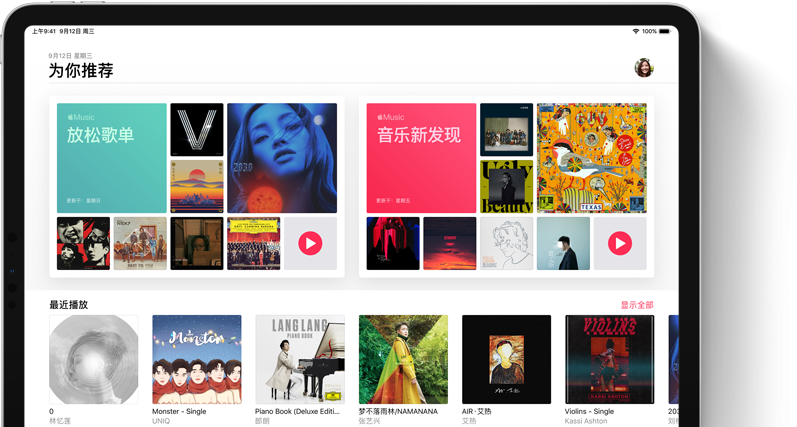 上午9:41 9月12日 周三
100%
9月12日 星期三
为你推荐
Music
放松歌单
更新于：星期日
2030
Music
音乐新发现
更新于：星期五
Ugly
Beauty
TEXAS
最近播放
显示全部
Monster
LANG LANG
PIANO BOOK
VIOLINS
KASSI ASHTON
0
林忆莲
Monster - Single
UNIQ
Piano Book (Deluxe Editi...
郎朗
梦不落雨林/NAMANANA
张艺兴
AIR · 艾热
艾热
Violins - Single
Kassi Ashton
203
刘柏